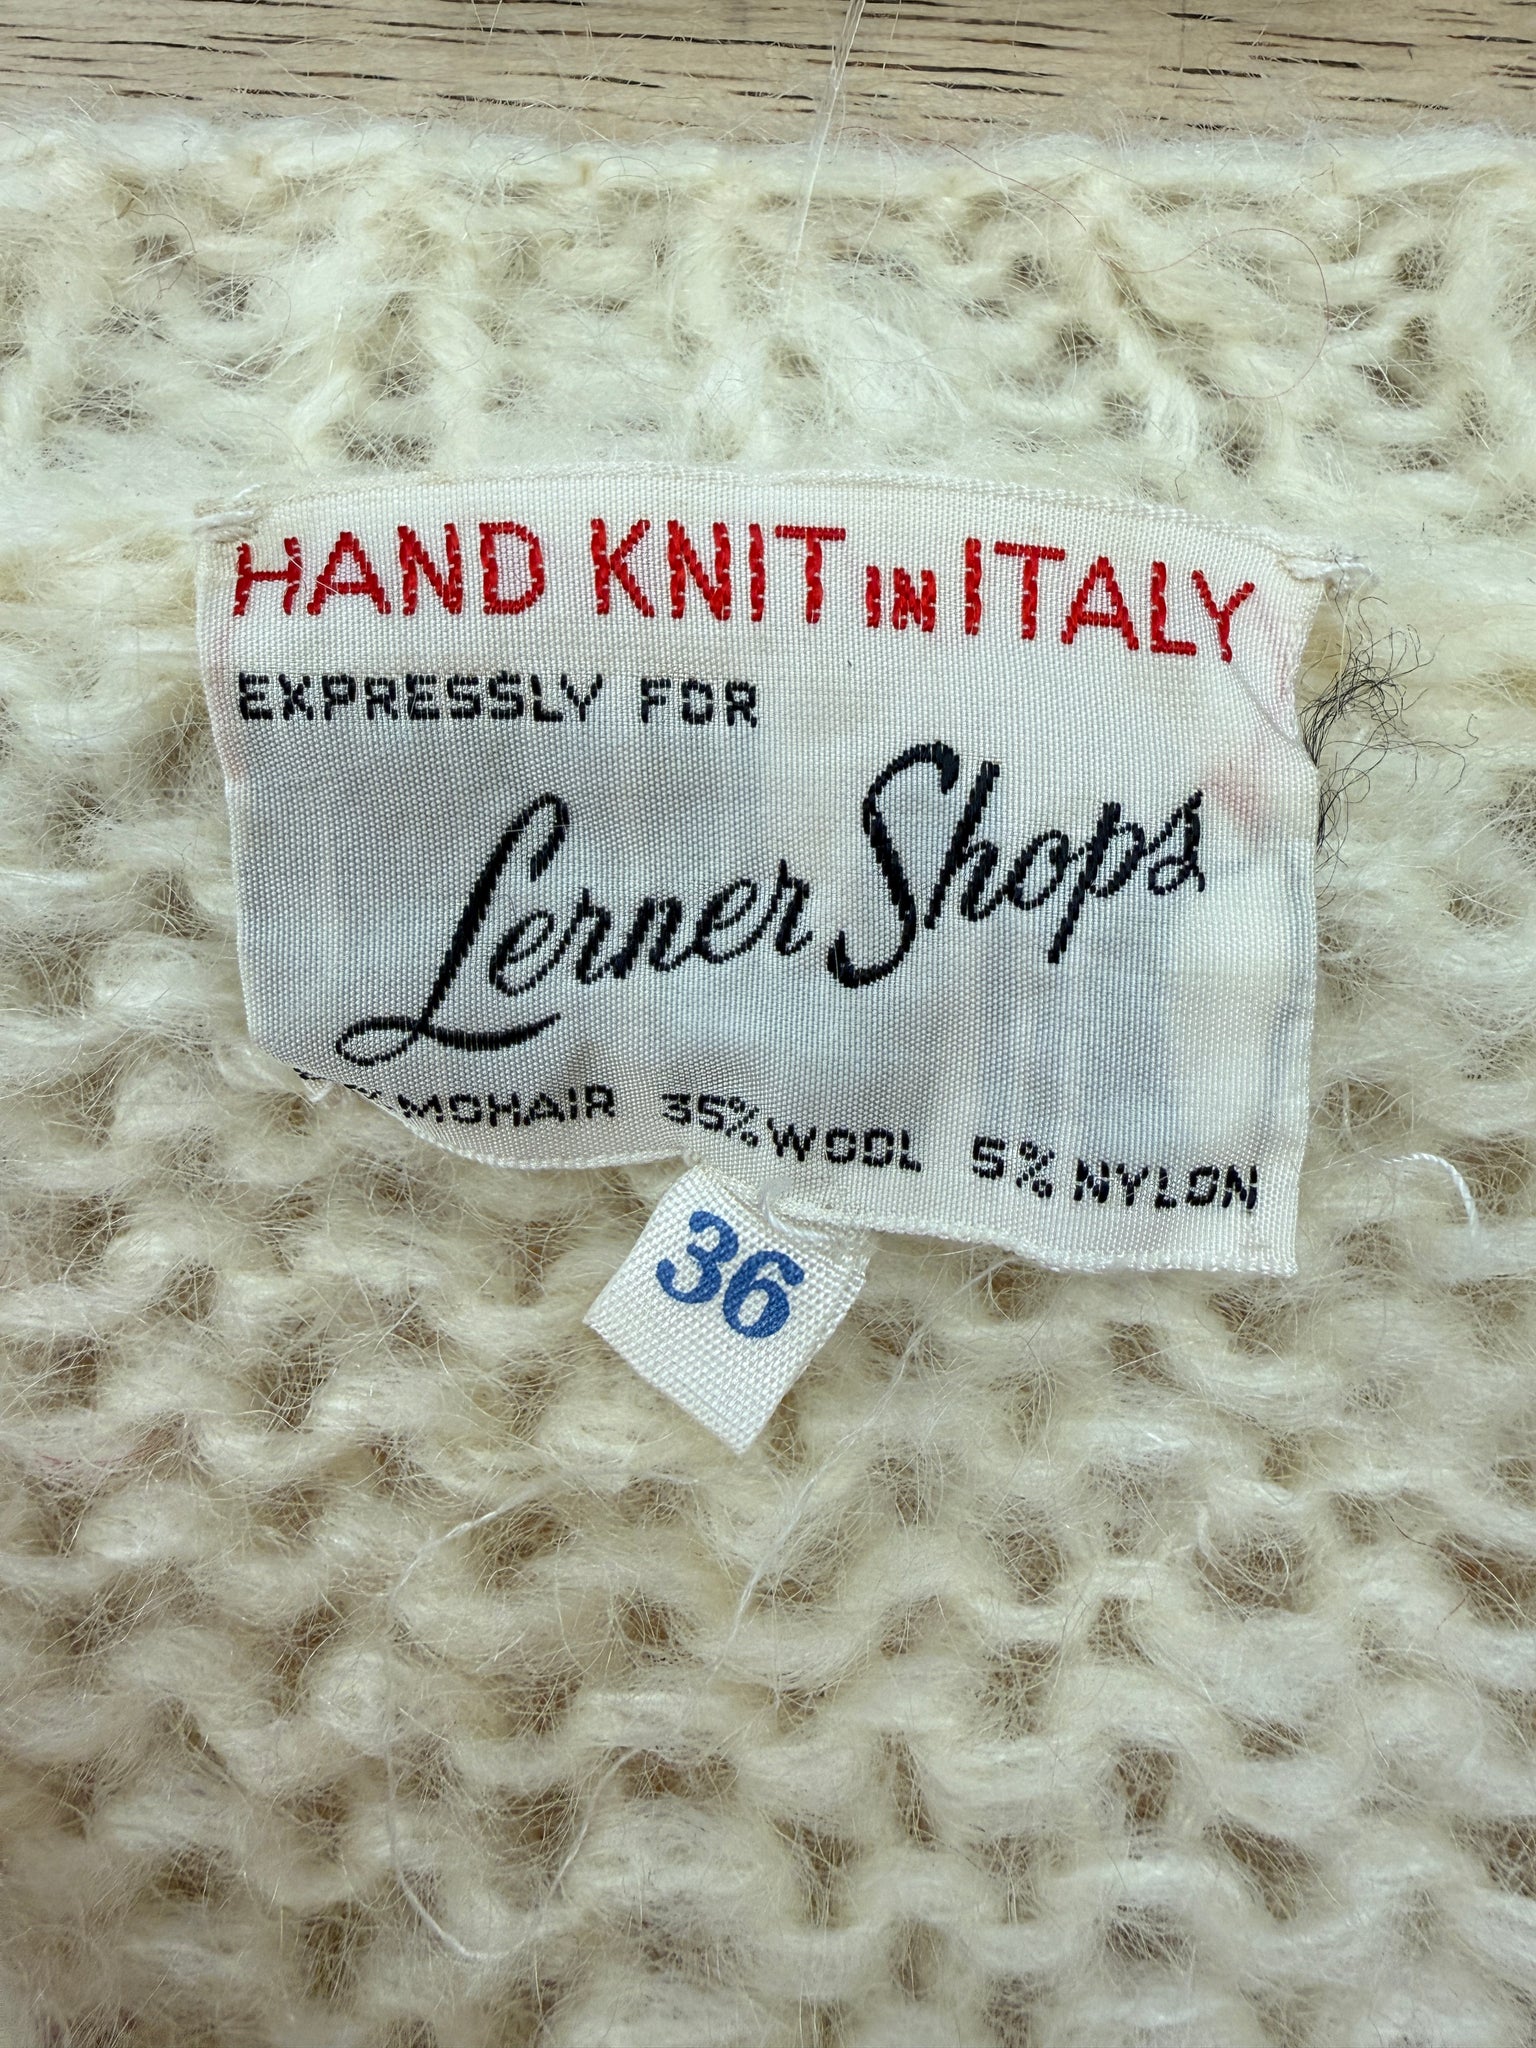 HAND KNIT IN ITALY
EXPRESSLY FOR
Lerner Shops
MOHAIR 35% WOOL 5% NYLON
36